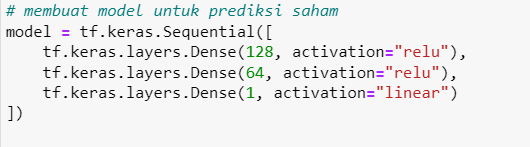 # membuat model untuk prediksi saham
model = tf.keras.Sequential([
    tf.keras.layers.Dense(128, activation="relu"),
    tf.keras.layers.Dense(64, activation="relu"),
    tf.keras.layers.Dense(1, activation="linear")
])